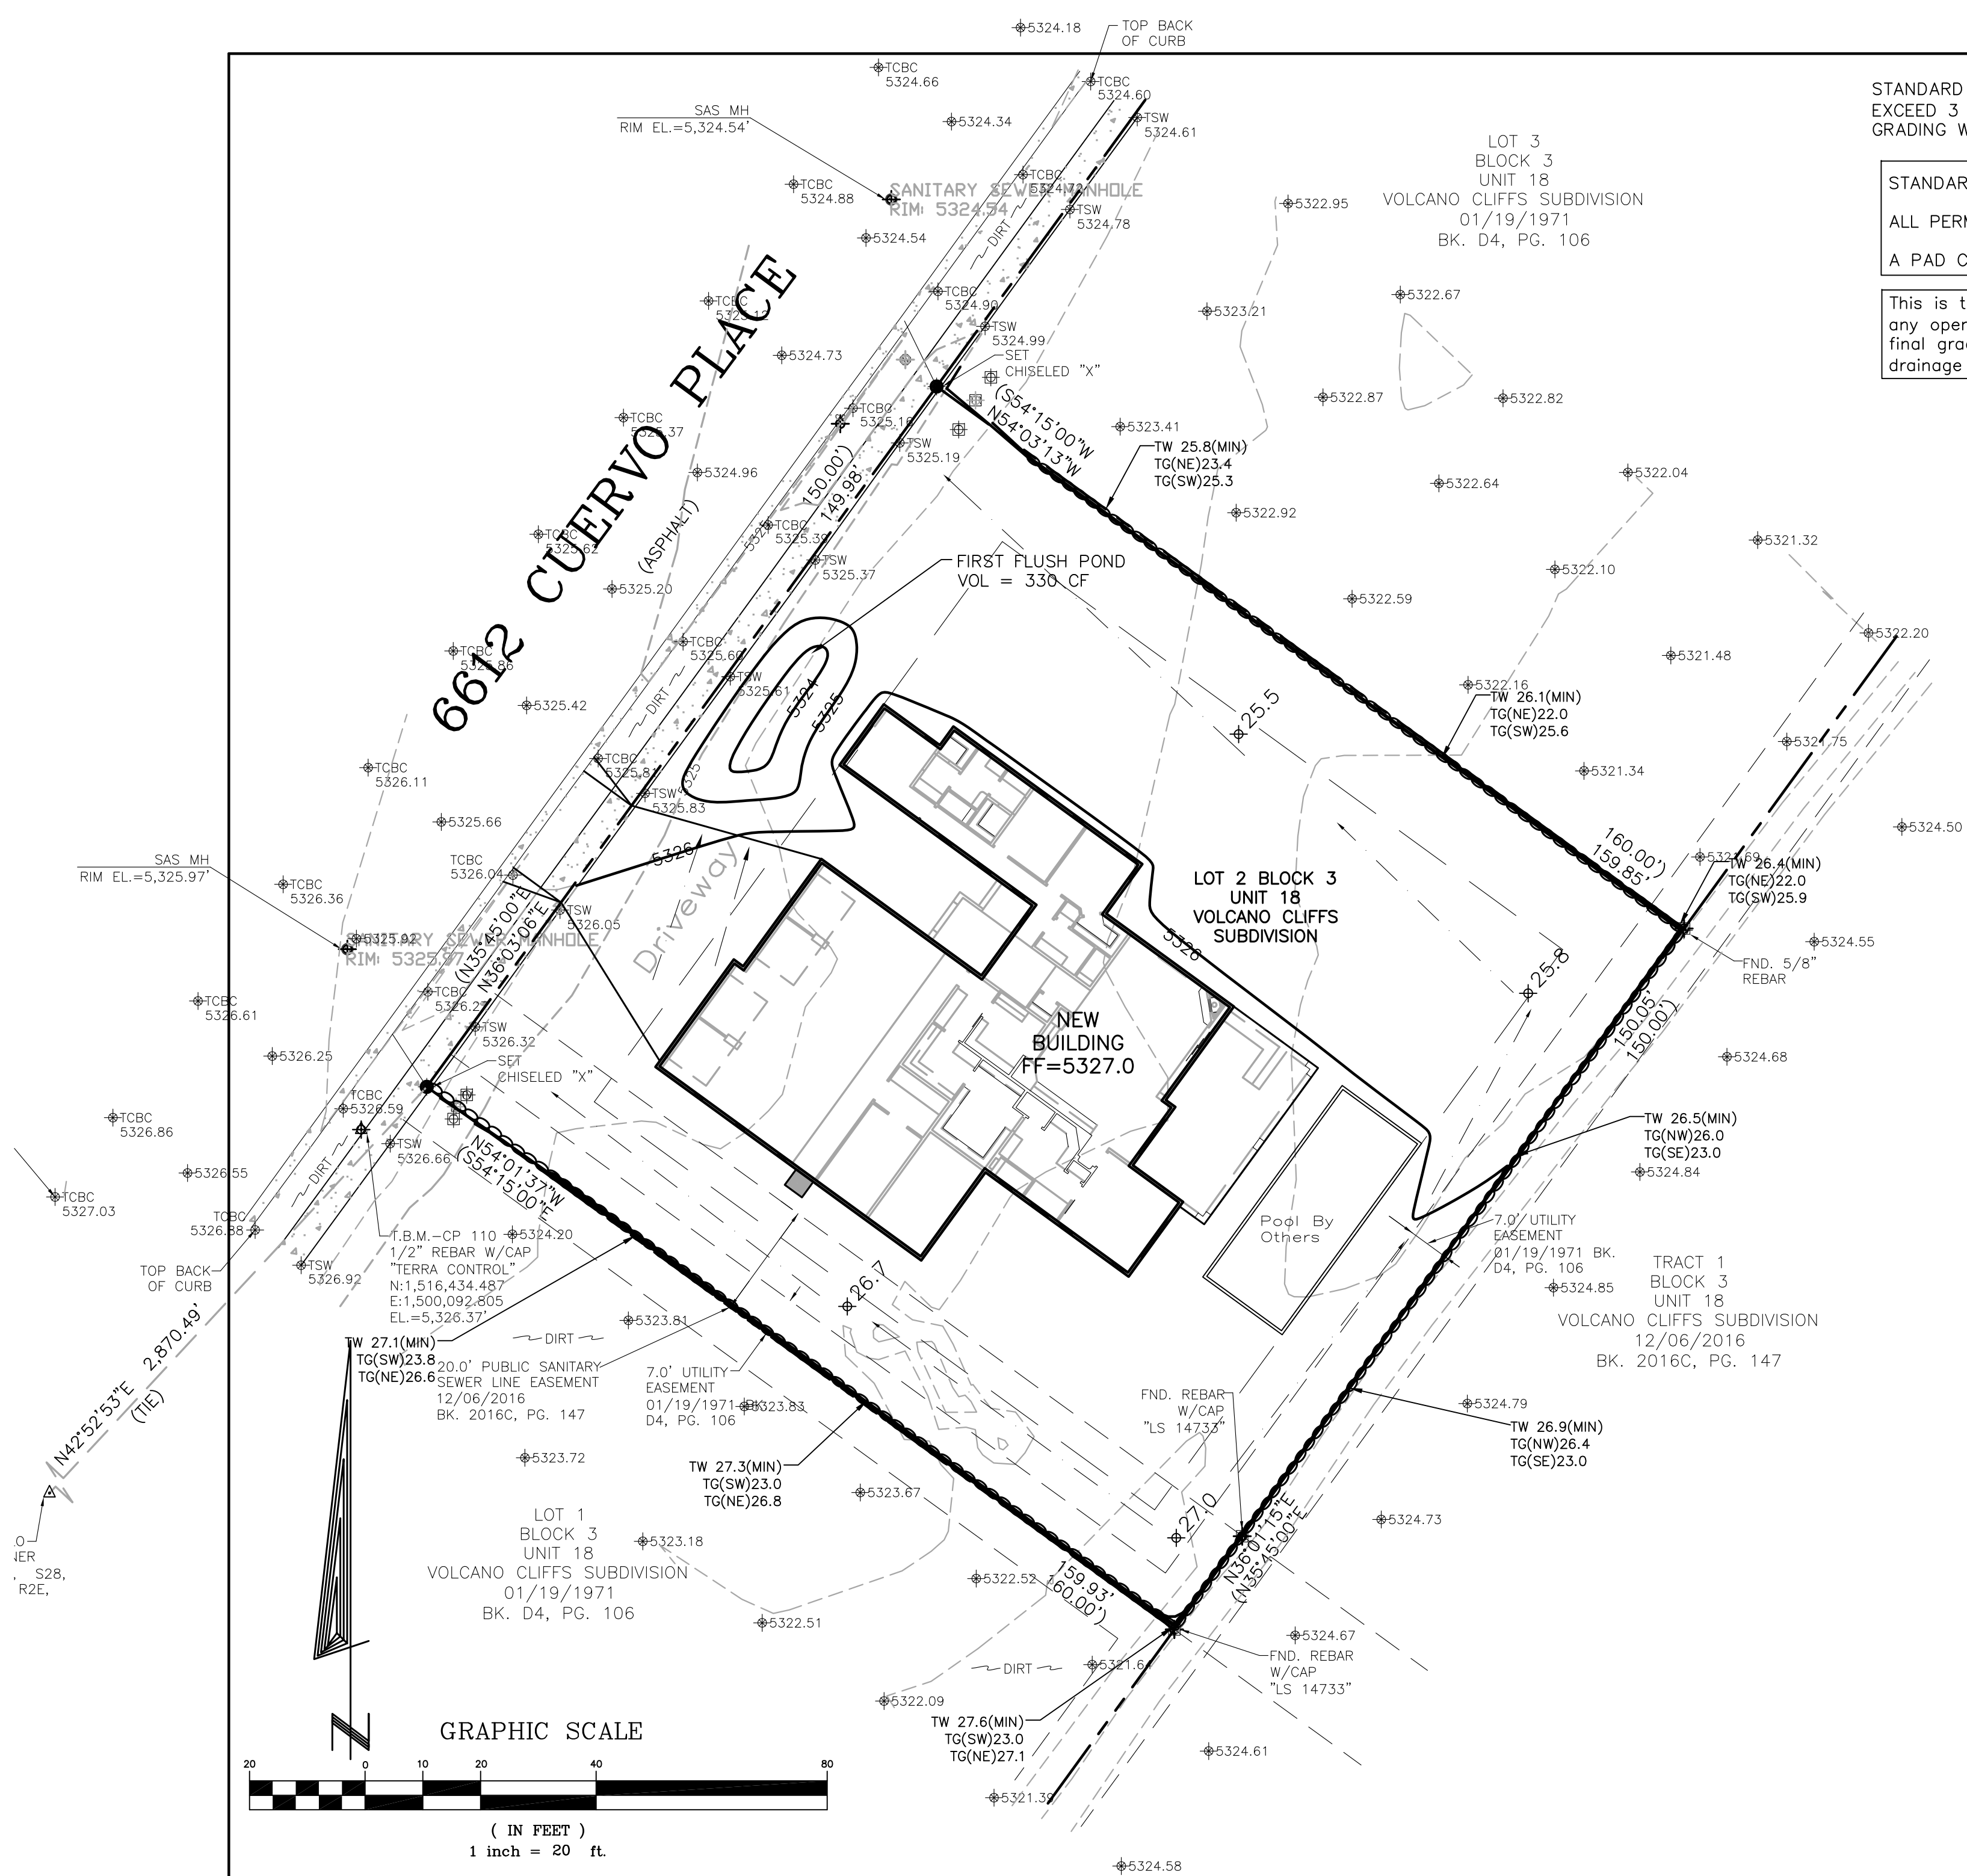 5324.18
TOP BACK
OF CURB
TCBC
5324.66
TCBC
5324.60
STANDARD
EXCEED 3
GRADING W
SAS MH
RIM EL.=5,324.54'
5324.34
TSW
5324.61
LOT 3
BLOCK 3
UNIT 18
VOLCANO CLIFFS SUBDIVISION
01/19/1971
BK. D4, PG. 106
STANDAR
ALL PERM
A PAD C
This is t
any oper
final grad
drainage
TCBC
5324.88
TCBC
5324.72
SANITARY SEWER MANHOLE
RIM: 5324.54
TSW
5324.78
5322.95
5324.54
DIRT
TCBC
5324.90
TCBC
5325.12
5323.21
5322.67
TSW
5324.99
SET
CHISELED "X"
5324.73
6612 CUERVO PLACE
(ASPHALT)
TCBC
5325.37
TCBC
5325.16
TSW
5325.19
(S54°15'00"W
N54°03'13"W
5323.41
5322.87
5322.82
TW 25.8(MIN)
TG(NE)23.4
TG(SW)25.3
5324.96
150.00')
149.98'
5322.64
5322.04
5322.92
TCBC
5325.62
5325
TCBC
5325.39
TSW
5325.37
5321.32
FIRST FLUSH POND
VOL = 330 CF
5322.10
5325.20
5322.59
5322.20
TCBC
5325.86
TCBC
5325.60
5321.48
TSW
5325.61
5324
5325
5322.16
TW 26.1(MIN)
TG(NE)22.0
TG(SW)25.6
DIRT
5325.42
25.5
5321.75
TCBC
5326.11
TCBC
5325.81
5325
5321.34
TSW
5325.83
5325.66
5324.50
5326
160.00')
159.85'
5321.69
TW 26.4(MIN)
TG(NE)22.0
TG(SW)25.9
SAS MH
RIM EL.=5,325.97'
TCBC
5326.04
Driveway
TCBC
5326.36
LOT 2 BLOCK 3
UNIT 18
VOLCANO CLIFFS
SUBDIVISION
TSW
5326.05
5325.92
SANITARY SEWER MANHOLE
RIM: 5325.97
(N35°45'00"E
N36°03'06"E
5326
5324.55
FND. 5/8"
REBAR
25.8
TCBC
5326.61
TCBC
5326.27
NEW
BUILDING
FF=5327.0
TSW
5326.32
150.05'
150.00')
5326.25
5324.68
SET
CHISELED "X"
TCBC
5326.59
TCBC
5326.86
TW 26.5(MIN)
TG(NW)26.0
TG(SE)23.0
TSW
5326.66
N54°01'37"W
(S54°15'00"E
5326.55
5324.84
DIRT
TCBC
5327.03
TCBC
5326.88
Pool By
Others
7.0' UTILITY
EASEMENT
01/19/1971 BK.
D4, PG. 106
T.B.M.-CP 110
1/2" REBAR W/CAP
"TERRA CONTROL"
N:1,516,434.487
E:1,500,092.805
EL.=5,326.37'
5324.20
TSW
5326.92
TOP BACK
OF CURB
TRACT 1
BLOCK 3
UNIT 18
VOLCANO CLIFFS SUBDIVISION
12/06/2016
BK. 2016C, PG. 147
26.7
5324.85
5323.81
DIRT
TW 27.1(MIN)
TG(SW)23.8
TG(NE)26.6
20.0' PUBLIC SANITARY
SEWER LINE EASEMENT
12/06/2016
BK. 2016C, PG. 147
7.0' UTILITY
EASEMENT
01/19/1971 BK.
D4, PG. 106
5323.83
2,870.49'
N42°52'53"E
(TIE)
FND. REBAR
W/CAP
"LS 14733"
5324.79
TW 26.9(MIN)
TG(NW)26.4
TG(SE)23.0
5323.72
TW 27.3(MIN)
TG(SW)23.0
TG(NE)26.8
5323.67
27.0
5324.73
LOT 1
BLOCK 3
UNIT 18
VOLCANO CLIFFS SUBDIVISION
01/19/1971
BK. D4, PG. 106
5323.18
N36°01'15"E
(N35°45'00"E
S28,
R2E,
5322.52
159.93'
160.00')
5322.51
5324.67
FND. REBAR
W/CAP
"LS 14733"
DIRT
5321.64
5322.09
TW 27.6(MIN)
TG(SW)23.0
TG(NE)27.1
5324.61
5321.39
5324.58
N
GRAPHIC SCALE
20 0 10 20 40 80
( IN FEET )
1 inch = 20 ft.